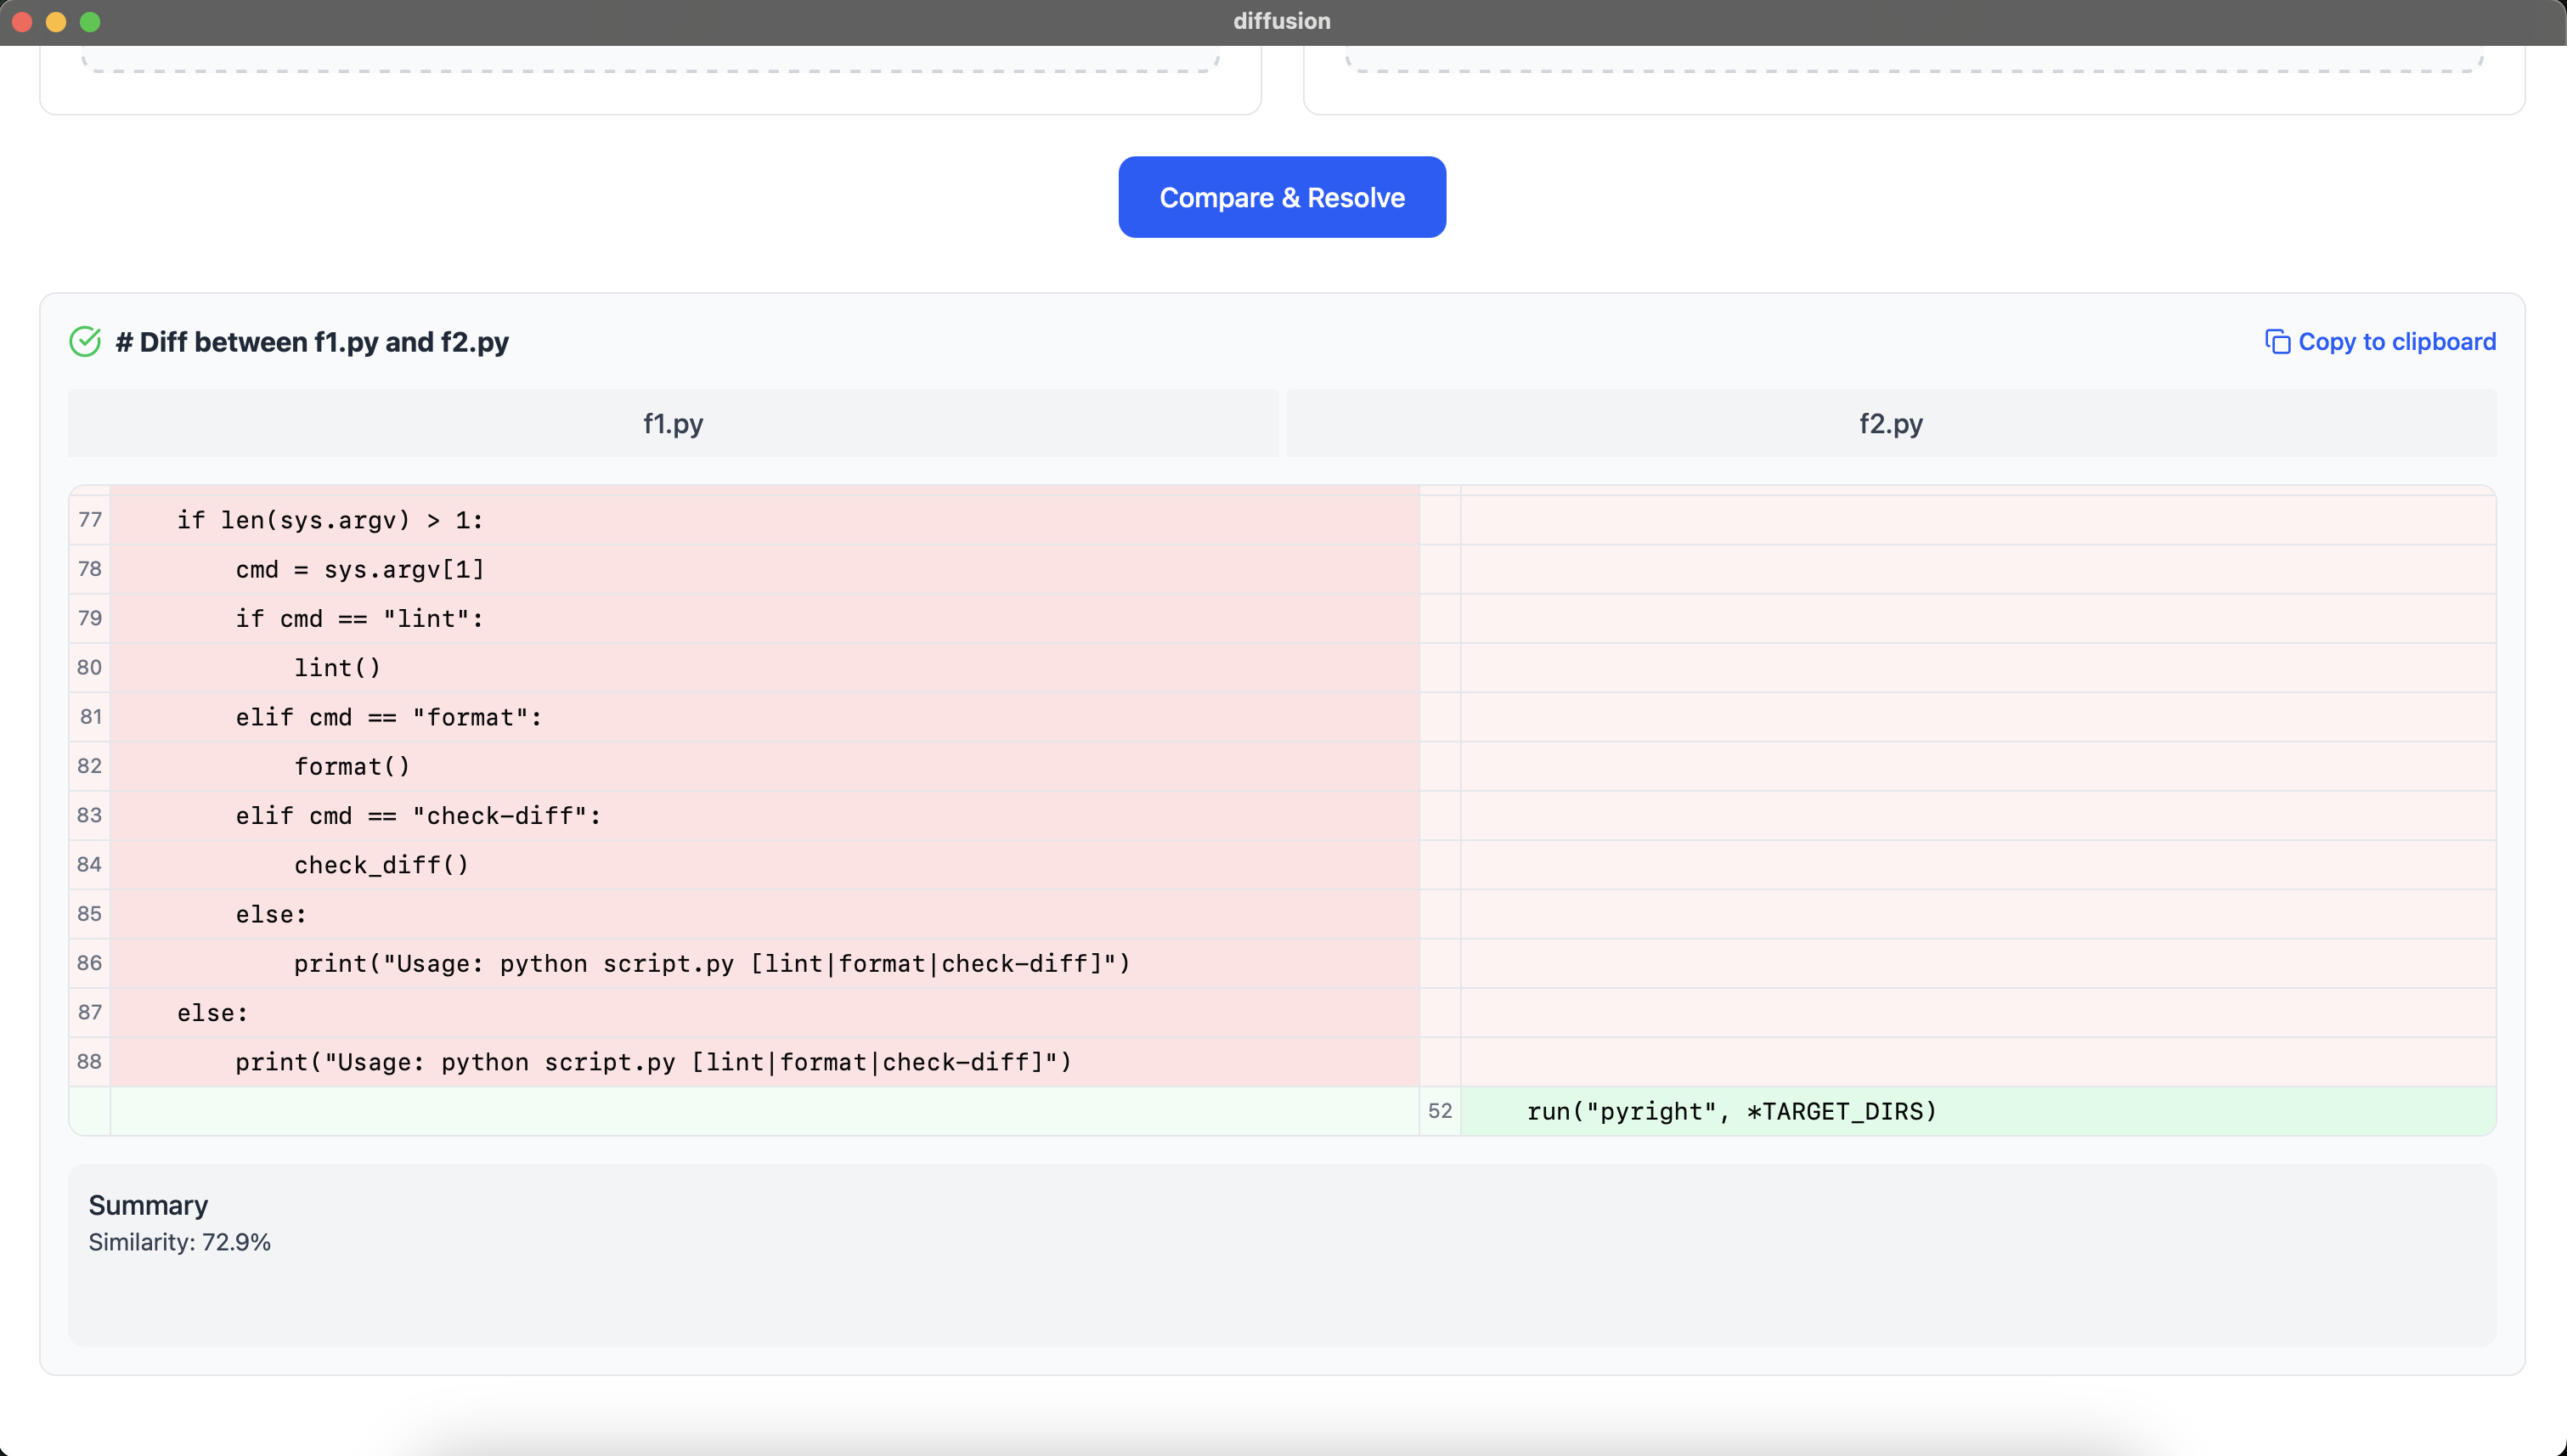 diffusion
Compare & Resolve
# Diff between f1.py and f2.py
Copy to clipboard
f1.py
f2.py
77 if len(sys.argv) > 1:
78 cmd = sys.argv[1]
79 if cmd == "lint":
80 lint()
81 elif cmd == "format":
82 format()
83 elif cmd == "check-diff":
84 check_diff()
85 else:
86 print("Usage: python script.py [lint|format|check-diff]")
87 else:
88 print("Usage: python script.py [lint|format|check-diff]")
52 run("pyright", *TARGET_DIRS)
Summary
Similarity: 72.9%